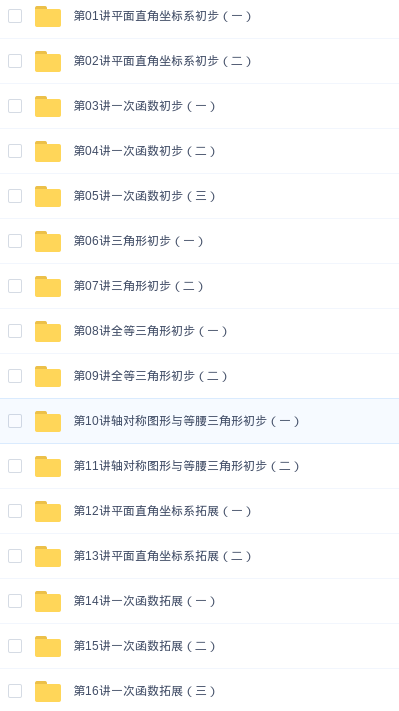 第01讲平面直角坐标系初步（一）
第02讲平面直角坐标系初步（二）
第03讲一次函数初步（一）
第04讲一次函数初步（二）
第05讲一次函数初步（三）
第06讲三角形初步（一）
第07讲三角形初步（二）
第08讲全等三角形初步（一）
第09讲全等三角形初步（二）
第10讲轴对称图形与等腰三角形初步（一）
第11讲轴对称图形与等腰三角形初步（二）
第12讲平面直角坐标系拓展（一）
第13讲平面直角坐标系拓展（二）
第14讲一次函数拓展（一）
第15讲一次函数拓展（二）
第16讲一次函数拓展（三）